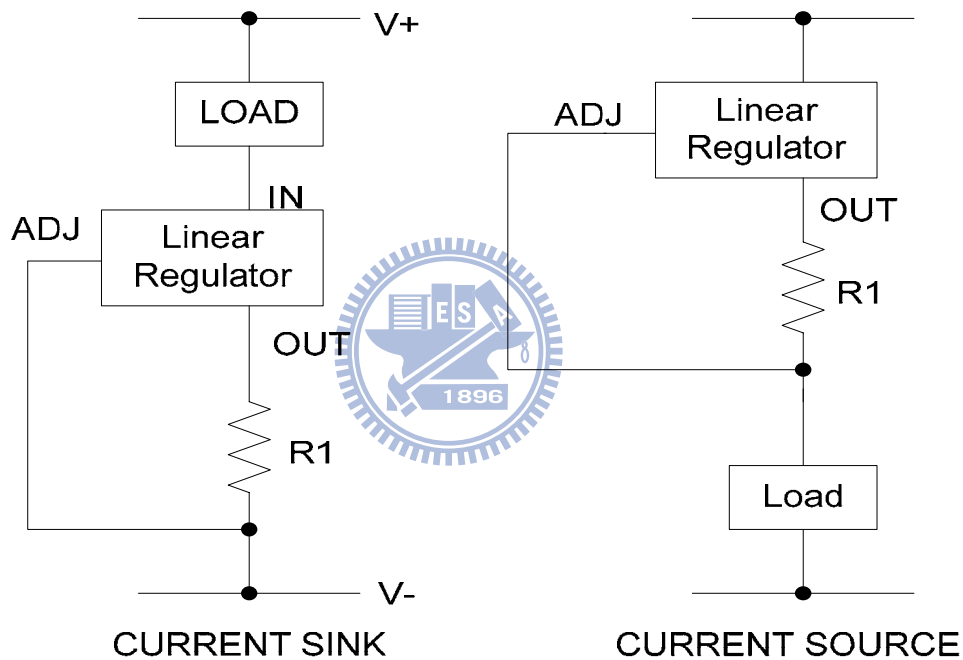 V+
LOAD
IN
ADJ
Linear
Regulator
OUT
R1
V-
CURRENT SINK
ADJ
Linear
Regulator
OUT
R1
Load
CURRENT SOURCE
E S A
1896